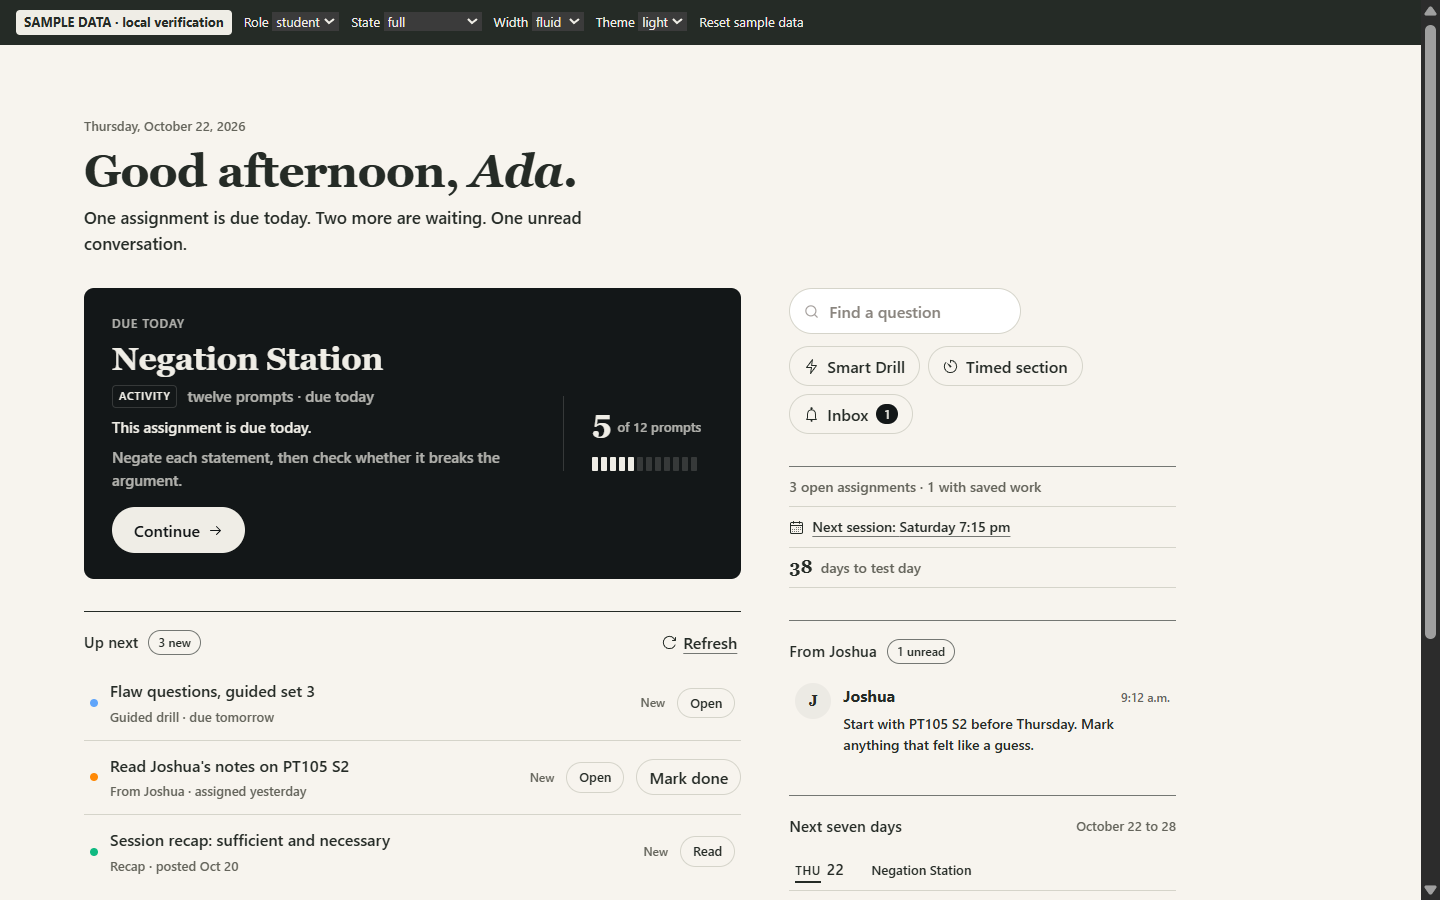 SAMPLE DATA · local verification
Role student
State full
Width fluid
Theme light
Reset sample data
Thursday, October 22, 2026
Good afternoon, Ada.
One assignment is due today. Two more are waiting. One unread
conversation.
DUE TODAY
Negation Station
ACTIVITY twelve prompts · due today
This assignment is due today.
Negate each statement, then check whether it breaks the
argument.
Continue
5 of 12 prompts
Up next 3 new
Refresh
Flaw questions, guided set 3
Guided drill · due tomorrow
New Open
Read Joshua's notes on PT105 S2
From Joshua · assigned yesterday
New Open Mark done
Session recap: sufficient and necessary
Recap · posted Oct 20
New Read
Find a question
Smart Drill
Timed section
Inbox 1
3 open assignments · 1 with saved work
Next session: Saturday 7:15 pm
38 days to test day
From Joshua 1 unread
J
Joshua
9:12 a.m.
Start with PT105 S2 before Thursday. Mark
anything that felt like a guess.
Next seven days
October 22 to 28
THU 22 Negation Station